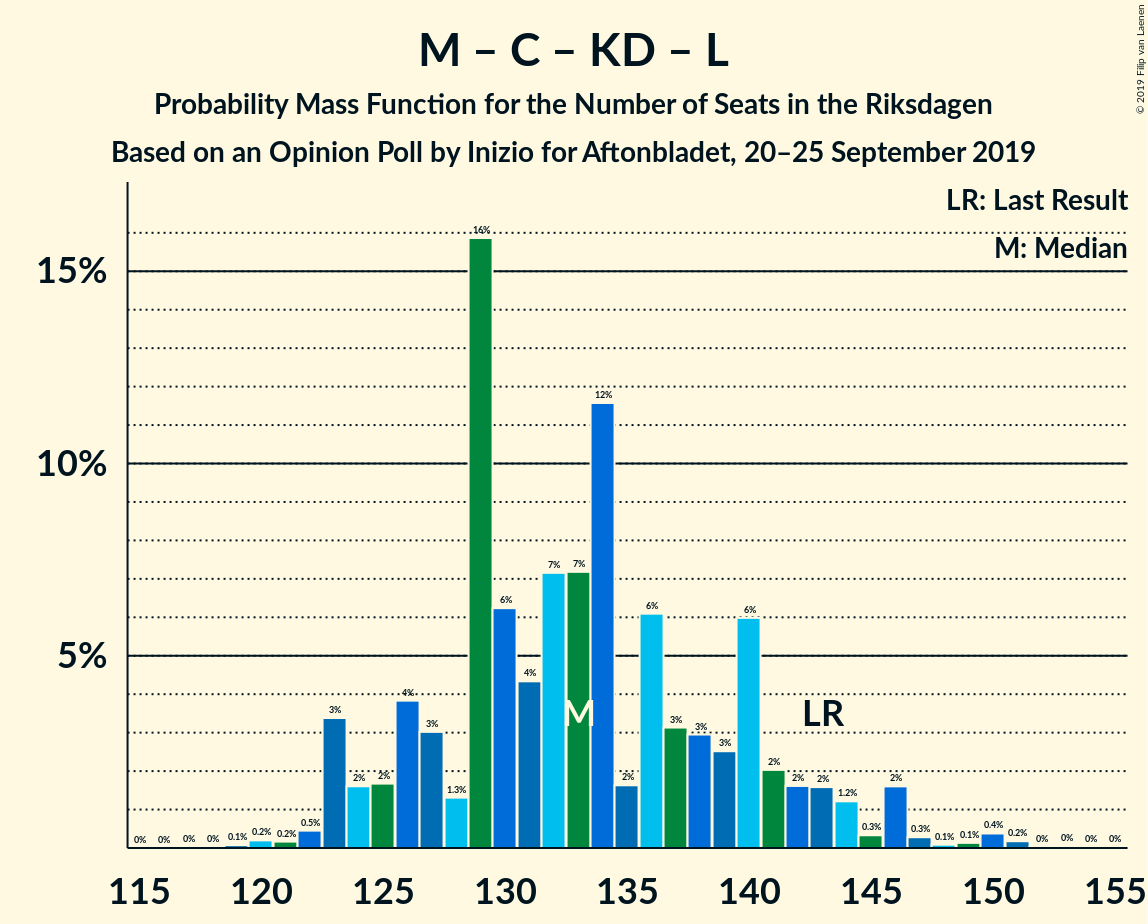 M – C – KD – L
Probability Mass Function for the Number of Seats in the Riksdagen
Based on an Opinion Poll by Inizio for Aftonbladet, 20–25 September 2019
© 2019 Filip van Laenen
LR: Last Result
M: Median
15%
10%
5%
0% 0% 0% 0% 0.1% 0.2% 0.2% 0.5% 3% 2% 2% 4% 3% 1.3% 16% 6% 4% 7% 7% 12% 2% 6% 3% 3% 3% 6% 2% 2% 2% 1.2% 0.3% 2% 0.3% 0.1% 0.1% 0.4% 0.2% 0% 0% 0% 0%
M LR
115 120 125 130 135 140 145 150 155